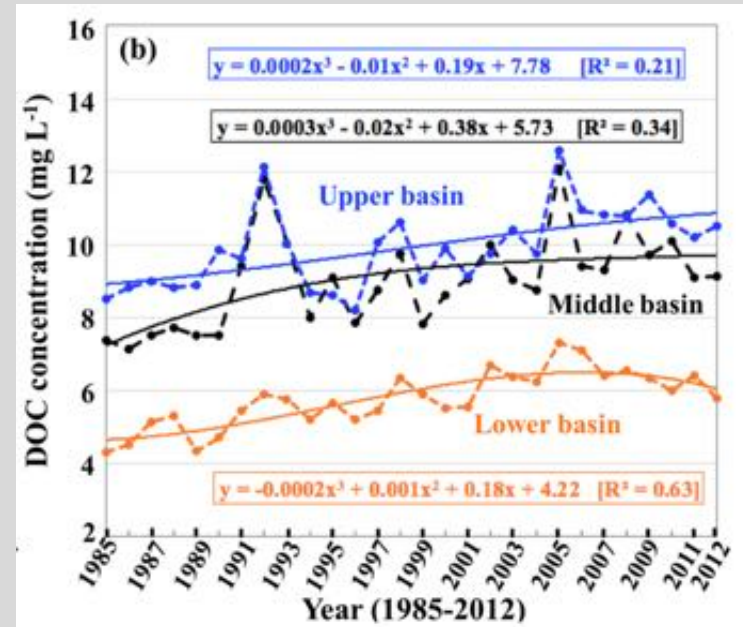 (b)
y = 0.0002x³ - 0.01x² + 0.19x + 7.78 [R² = 0.21]
y = 0.0003x³ - 0.02x² + 0.38x + 5.73 [R² = 0.34]
Upper basin
Middle basin
Lower basin
y = -0.0002x³ + 0.001x² + 0.18x + 4.22 [R² = 0.63]
DOC concentration (mg L⁻¹)
16
14
12
10
8
6
4
2
1985 1987 1989 1991 1993 1995 1997 1999 2001 2003 2005 2007 2009 2011 2012
Year (1985-2012)